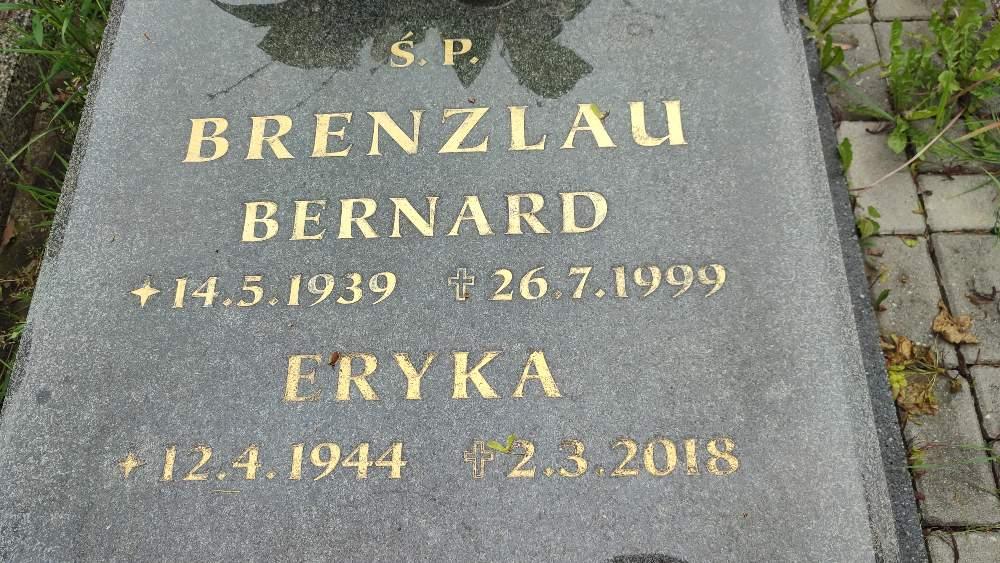 Ś. P.
BRENZLAU
BERNARD
✦ 14.5.1939 ✝ 26.7.1999
ERYKA
✦ 12.4.1944 ✝ 2.3.2018